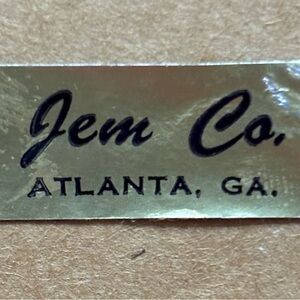 Jem Co.
ATLANTA, GA.